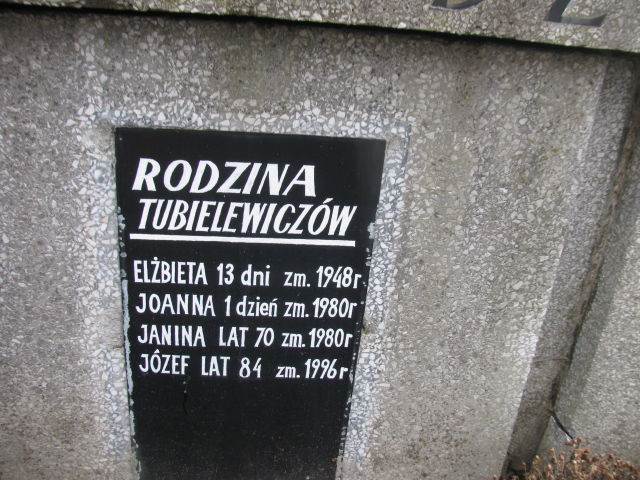 RODZINA
TUBIELEWICZÓW
ELŻBIETA 13 dni zm. 1948r
JOANNA 1 dzień zm. 1980r
JANINA LAT 70 zm. 1980r
JÓZEF LAT 84 zm. 1996r